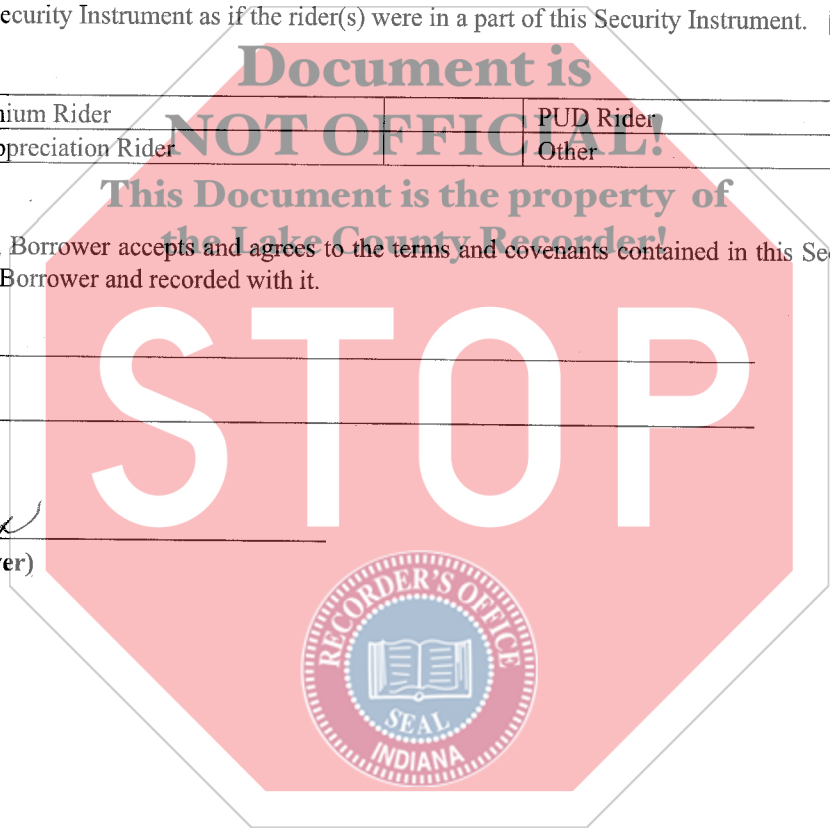 ecurity Instrument as if the rider(s) were in a part of this Security Instrument.
Document is
nium Rider PUD Rider
NOT OFFICIAL!
ppreciation Rider Other
This Document is the property of
the Lake County Recorder!
Borrower accepts and agrees to the terms and covenants contained in this Sec
Borrower and recorded with it.
STOP
er)
RECORDER'S OFFICE
SEAL
INDIANA